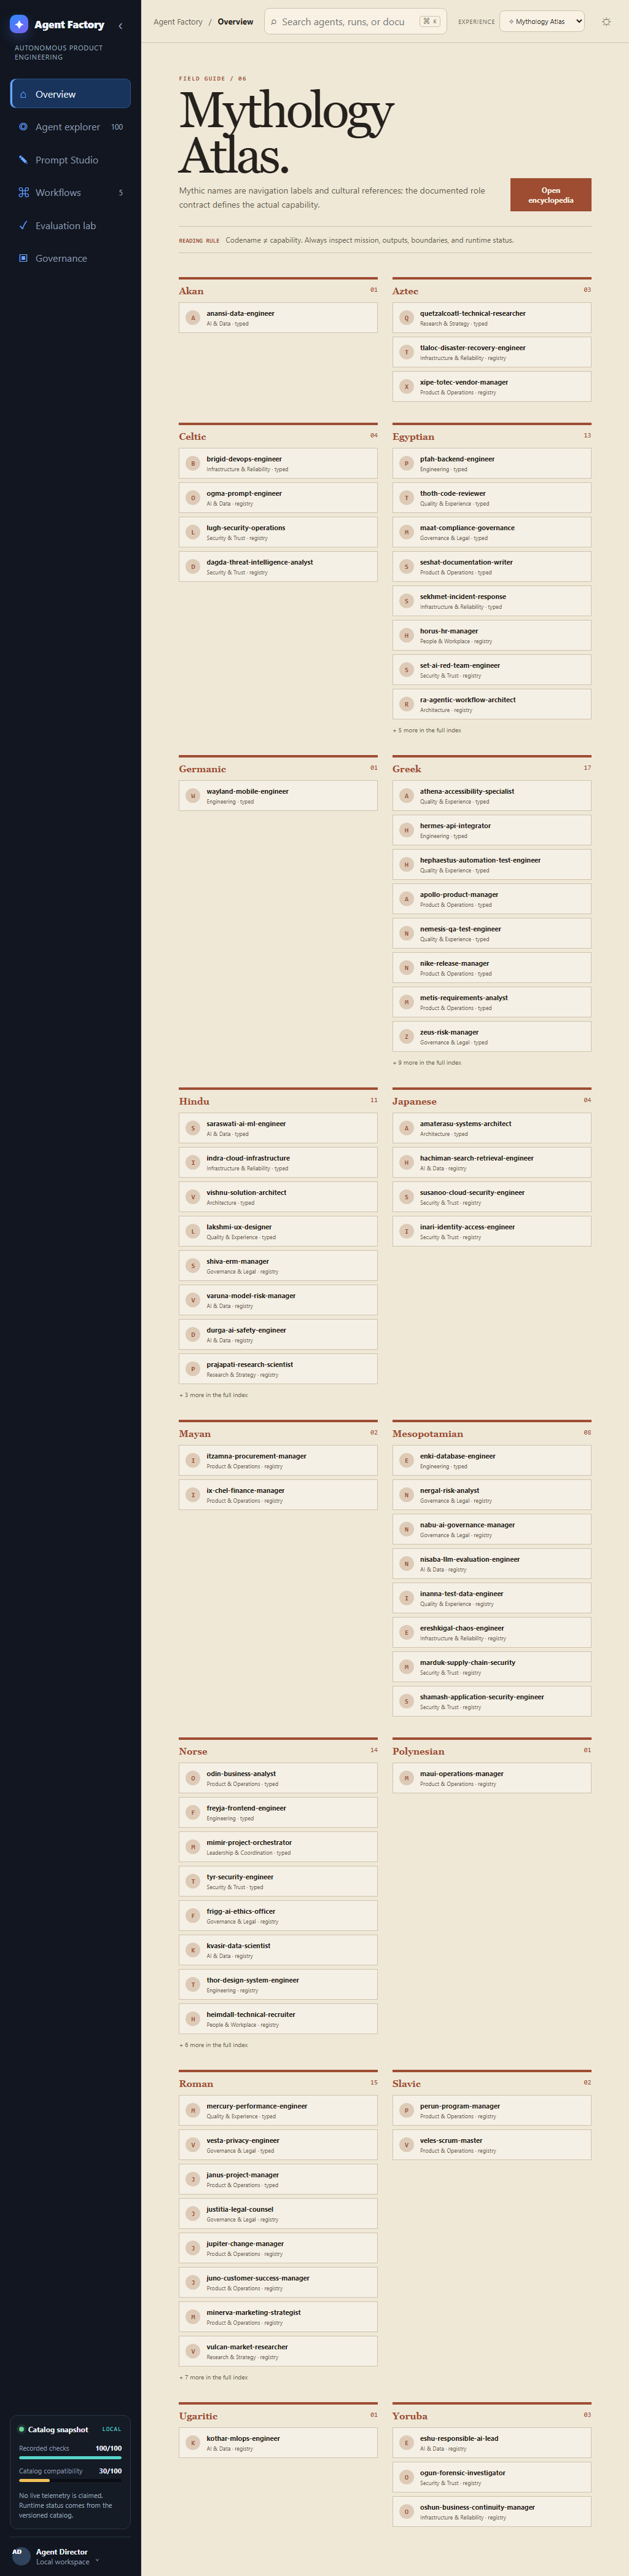 Agent Factory
AUTONOMOUS PRODUCT
ENGINEERING
Overview
Agent explorer 100
Prompt Studio
Workflows 5
Evaluation lab
Governance
Agent Factory / Overview
Search agents, runs, or docu
⌘ K
EXPERIENCE
✧ Mythology Atlas
FIELD GUIDE / 06
Mythology
Atlas.
Mythic names are navigation labels and cultural references; the documented role
contract defines the actual capability.
Open
encyclopedia
READING RULE Codename ≠ capability. Always inspect mission, outputs, boundaries, and runtime status.
Akan 01
A anansi-data-engineer
AI & Data · typed
Aztec 03
Q quetzalcoatl-technical-researcher
Research & Strategy · typed
T tlaloc-disaster-recovery-engineer
Infrastructure & Reliability · registry
X xipe-totec-vendor-manager
Product & Operations · registry
Celtic 04
B brigid-devops-engineer
Infrastructure & Reliability · typed
O ogma-prompt-engineer
AI & Data · registry
L lugh-security-operations
Security & Trust · registry
D dagda-threat-intelligence-analyst
Security & Trust · registry
Egyptian 13
P ptah-backend-engineer
Engineering · typed
T thoth-code-reviewer
Quality & Experience · typed
M maat-compliance-governance
Governance & Legal · typed
S seshat-documentation-writer
Product & Operations · typed
S sekhmet-incident-response
Infrastructure & Reliability · typed
H horus-hr-manager
People & Workplace · registry
S set-ai-red-team-engineer
Security & Trust · registry
R ra-agentic-workflow-architect
Architecture · registry
+ 5 more in the full index
Germanic 01
W wayland-mobile-engineer
Engineering · typed
Greek 17
A athena-accessibility-specialist
Quality & Experience · typed
H hermes-api-integrator
Engineering · typed
H hephaestus-automation-test-engineer
Quality & Experience · typed
A apollo-product-manager
Product & Operations · typed
N nemesis-qa-test-engineer
Quality & Experience · typed
N nike-release-manager
Product & Operations · typed
M metis-requirements-analyst
Product & Operations · typed
Z zeus-risk-manager
Governance & Legal · typed
+ 9 more in the full index
Hindu 11
S saraswati-ai-ml-engineer
AI & Data · typed
I indra-cloud-infrastructure
Infrastructure & Reliability · typed
V vishnu-solution-architect
Architecture · typed
L lakshmi-ux-designer
Quality & Experience · typed
S shiva-erm-manager
Governance & Legal · registry
V varuna-model-risk-manager
AI & Data · registry
D durga-ai-safety-engineer
AI & Data · registry
P prajapati-research-scientist
Research & Strategy · registry
+ 3 more in the full index
Japanese 04
A amaterasu-systems-architect
Architecture · typed
H hachiman-search-retrieval-engineer
AI & Data · registry
S susanoo-cloud-security-engineer
Security & Trust · registry
I inari-identity-access-engineer
Security & Trust · registry
Mayan 02
I itzamna-procurement-manager
Product & Operations · registry
I ix-chel-finance-manager
Product & Operations · registry
Mesopotamian 08
E enki-database-engineer
Engineering · typed
N nergal-risk-analyst
Governance & Legal · registry
N nabu-ai-governance-manager
Governance & Legal · registry
N nisaba-llm-evaluation-engineer
AI & Data · registry
I inanna-test-data-engineer
Quality & Experience · registry
E ereshkigal-chaos-engineer
Infrastructure & Reliability · registry
M marduk-supply-chain-security
Security & Trust · registry
S shamash-application-security-engineer
Security & Trust · registry
Norse 14
O odin-business-analyst
Product & Operations · typed
F freyja-frontend-engineer
Engineering · typed
M mimir-project-orchestrator
Leadership & Coordination · typed
T tyr-security-engineer
Security & Trust · typed
F frigg-ai-ethics-officer
Governance & Legal · registry
K kvasir-data-scientist
AI & Data · registry
T thor-design-system-engineer
Engineering · registry
H heimdall-technical-recruiter
People & Workplace · registry
+ 6 more in the full index
Polynesian 01
M maui-operations-manager
Product & Operations · registry
Roman 15
M mercury-performance-engineer
Quality & Experience · typed
V vesta-privacy-engineer
Governance & Legal · typed
J janus-project-manager
Product & Operations · typed
J justitia-legal-counsel
Governance & Legal · registry
J jupiter-change-manager
Product & Operations · registry
J juno-customer-success-manager
Product & Operations · registry
M minerva-marketing-strategist
Product & Operations · registry
V vulcan-market-researcher
Research & Strategy · registry
+ 7 more in the full index
Slavic 02
P perun-program-manager
Product & Operations · registry
V veles-scrum-master
Product & Operations · registry
Ugaritic 01
K kothar-mlops-engineer
AI & Data · registry
Yoruba 03
E eshu-responsible-ai-lead
AI & Data · registry
O ogun-forensic-investigator
Security & Trust · registry
O oshun-business-continuity-manager
Infrastructure & Reliability · registry
Catalog snapshot LOCAL
Recorded checks 100/100
Catalog compatibility 30/100
No live telemetry is claimed.
Runtime status comes from the
versioned catalog.
AD Agent Director
Local workspace